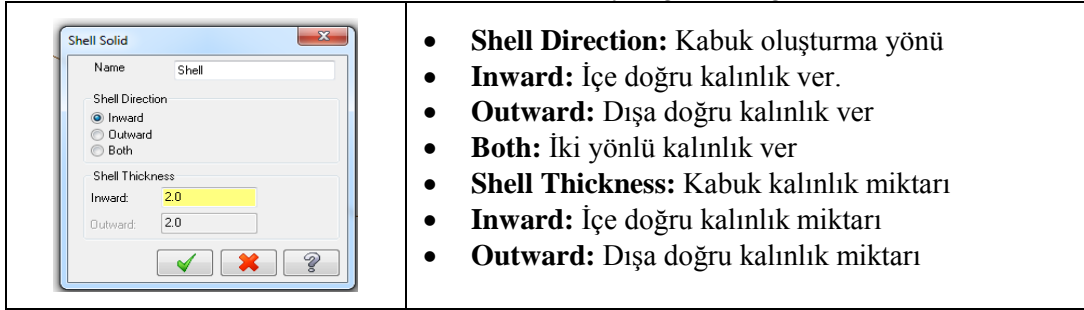 Shell Solid
Name Shell
Shell Direction
Inward
Outward
Both
Shell Thickness
Inward: 2.0
Outward: 2.0
• Shell Direction: Kabuk oluşturma yönü
• Inward: İçe doğru kalınlık ver.
• Outward: Dışa doğru kalınlık ver
• Both: İki yönlü kalınlık ver
• Shell Thickness: Kabuk kalınlık miktarı
• Inward: İçe doğru kalınlık miktarı
• Outward: Dışa doğru kalınlık miktarı